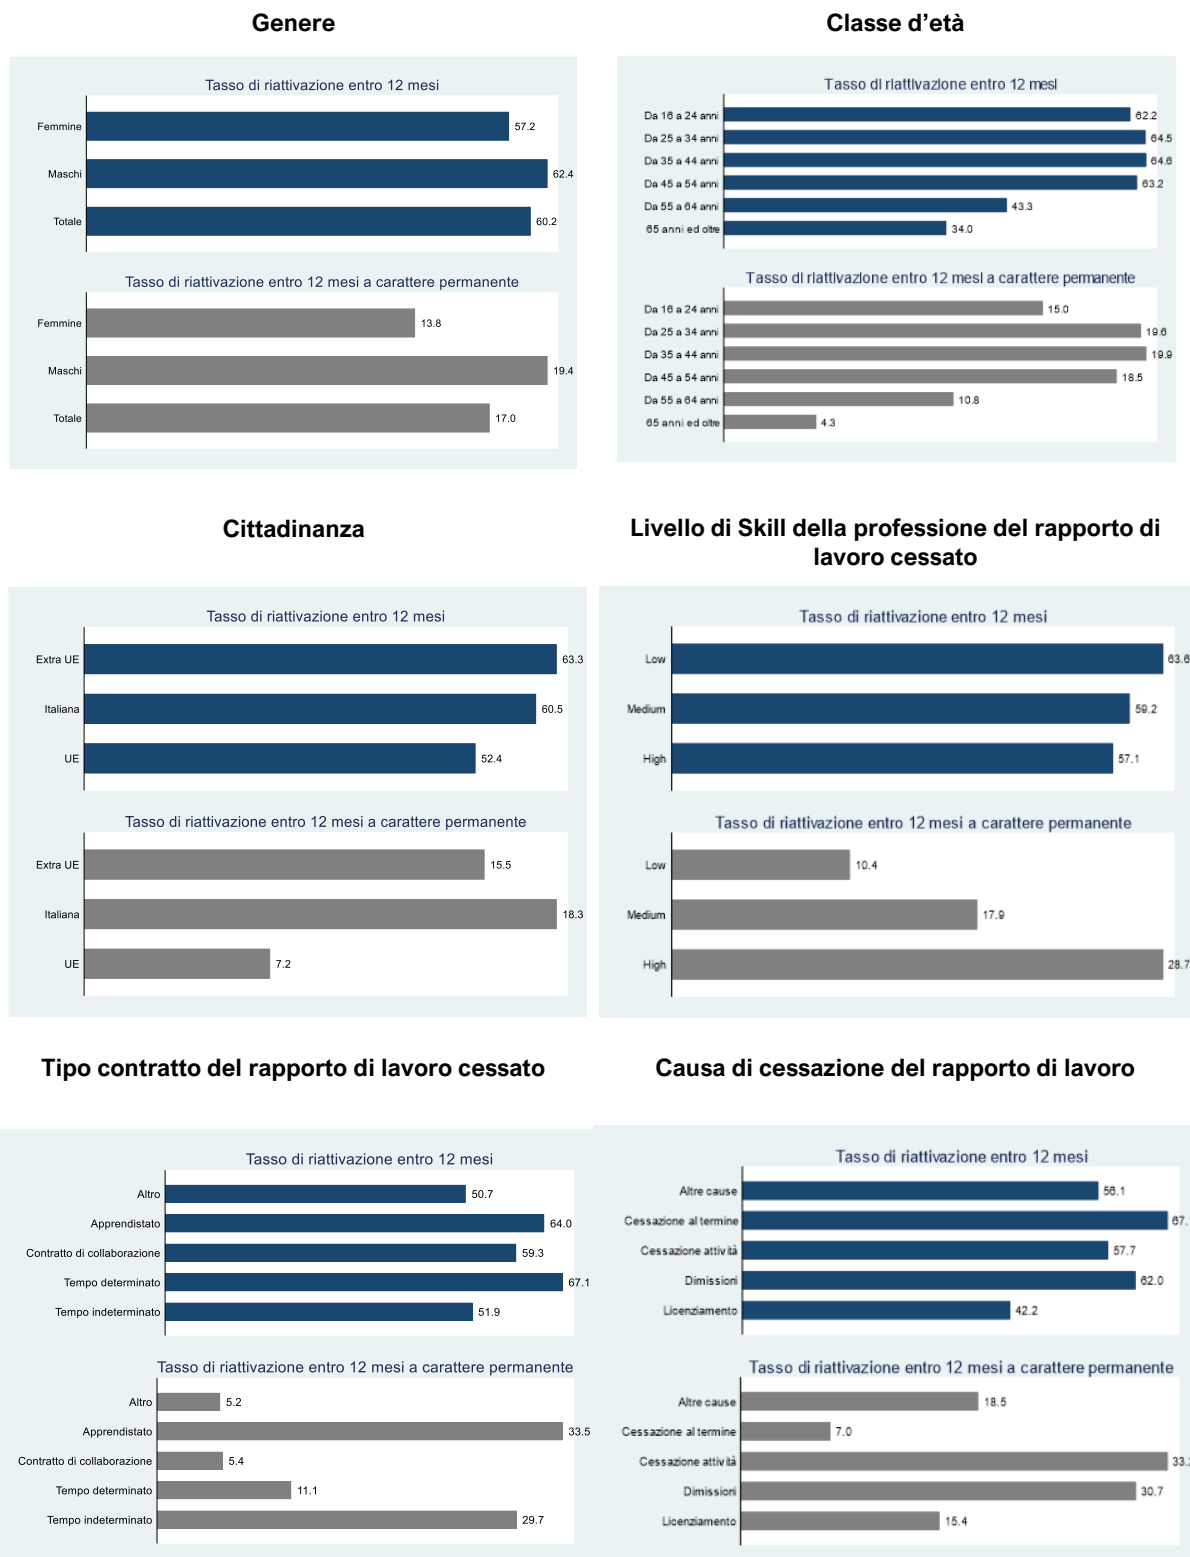 Genere
Tasso di riattivazione entro 12 mesi
Femmine 57.2
Maschi 62.4
Totale 60.2
Tasso di riattivazione entro 12 mesi a carattere permanente
Femmine 13.8
Maschi 19.4
Totale 17.0
Classe d'età
Tasso di riattivazione entro 12 mesi
Da 16 a 24 anni 62.2
Da 25 a 34 anni 64.5
Da 35 a 44 anni 64.6
Da 45 a 54 anni 63.2
Da 55 a 64 anni 43.3
65 anni ed oltre 34.0
Tasso di riattivazione entro 12 mesi a carattere permanente
Da 16 a 24 anni 15.0
Da 25 a 34 anni 19.6
Da 35 a 44 anni 19.9
Da 45 a 54 anni 18.5
Da 55 a 64 anni 10.8
65 anni ed oltre 4.3
Cittadinanza
Tasso di riattivazione entro 12 mesi
Extra UE 63.3
Italiana 60.5
UE 52.4
Tasso di riattivazione entro 12 mesi a carattere permanente
Extra UE 15.5
Italiana 18.3
UE 7.2
Livello di Skill della professione del rapporto di
lavoro cessato
Tasso di riattivazione entro 12 mesi
Low 63.6
Medium 59.2
High 57.1
Tasso di riattivazione entro 12 mesi a carattere permanente
Low 10.4
Medium 17.9
High 28.7
Tipo contratto del rapporto di lavoro cessato
Tasso di riattivazione entro 12 mesi
Altro 50.7
Apprendistato 64.0
Contratto di collaborazione 59.3
Tempo determinato 67.1
Tempo indeterminato 51.9
Tasso di riattivazione entro 12 mesi a carattere permanente
Altro 5.2
Apprendistato 33.5
Contratto di collaborazione 5.4
Tempo determinato 11.1
Tempo indeterminato 29.7
Causa di cessazione del rapporto di lavoro
Tasso di riattivazione entro 12 mesi
Altre cause 56.1
Cessazione al termine 67.
Cessazione attività 57.7
Dimissioni 62.0
Licenziamento 42.2
Tasso di riattivazione entro 12 mesi a carattere permanente
Altre cause 18.5
Cessazione al termine 7.0
Cessazione attività 33.
Dimissioni 30.7
Licenziamento 15.4